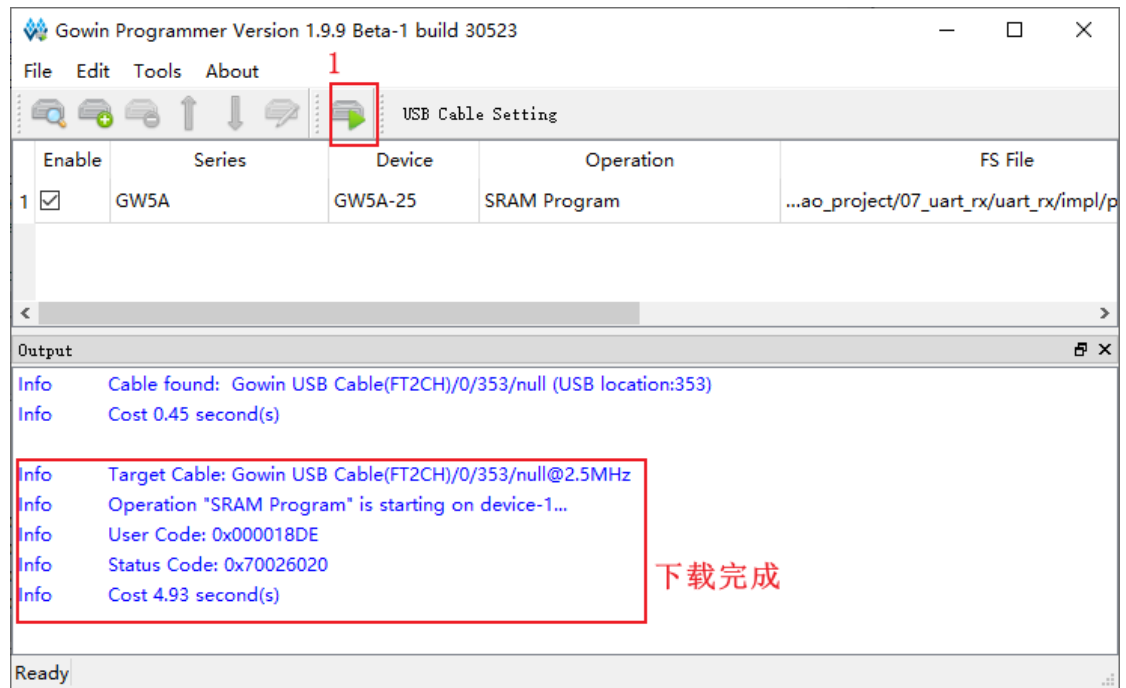 Gowin Programmer Version 1.9.9 Beta-1 build 30523
File Edit Tools About
1
USB Cable Setting
Enable Series Device Operation FS File
1 GW5A GW5A-25 SRAM Program ...ao_project/07_uart_rx/uart_rx/impl/p
Output
Info Cable found: Gowin USB Cable(FT2CH)/0/353/null (USB location:353)
Info Cost 0.45 second(s)
Info Target Cable: Gowin USB Cable(FT2CH)/0/353/null@2.5MHz
Info Operation "SRAM Program" is starting on device-1...
Info User Code: 0x000018DE
Info Status Code: 0x70026020
Info Cost 4.93 second(s)
下载完成
Ready